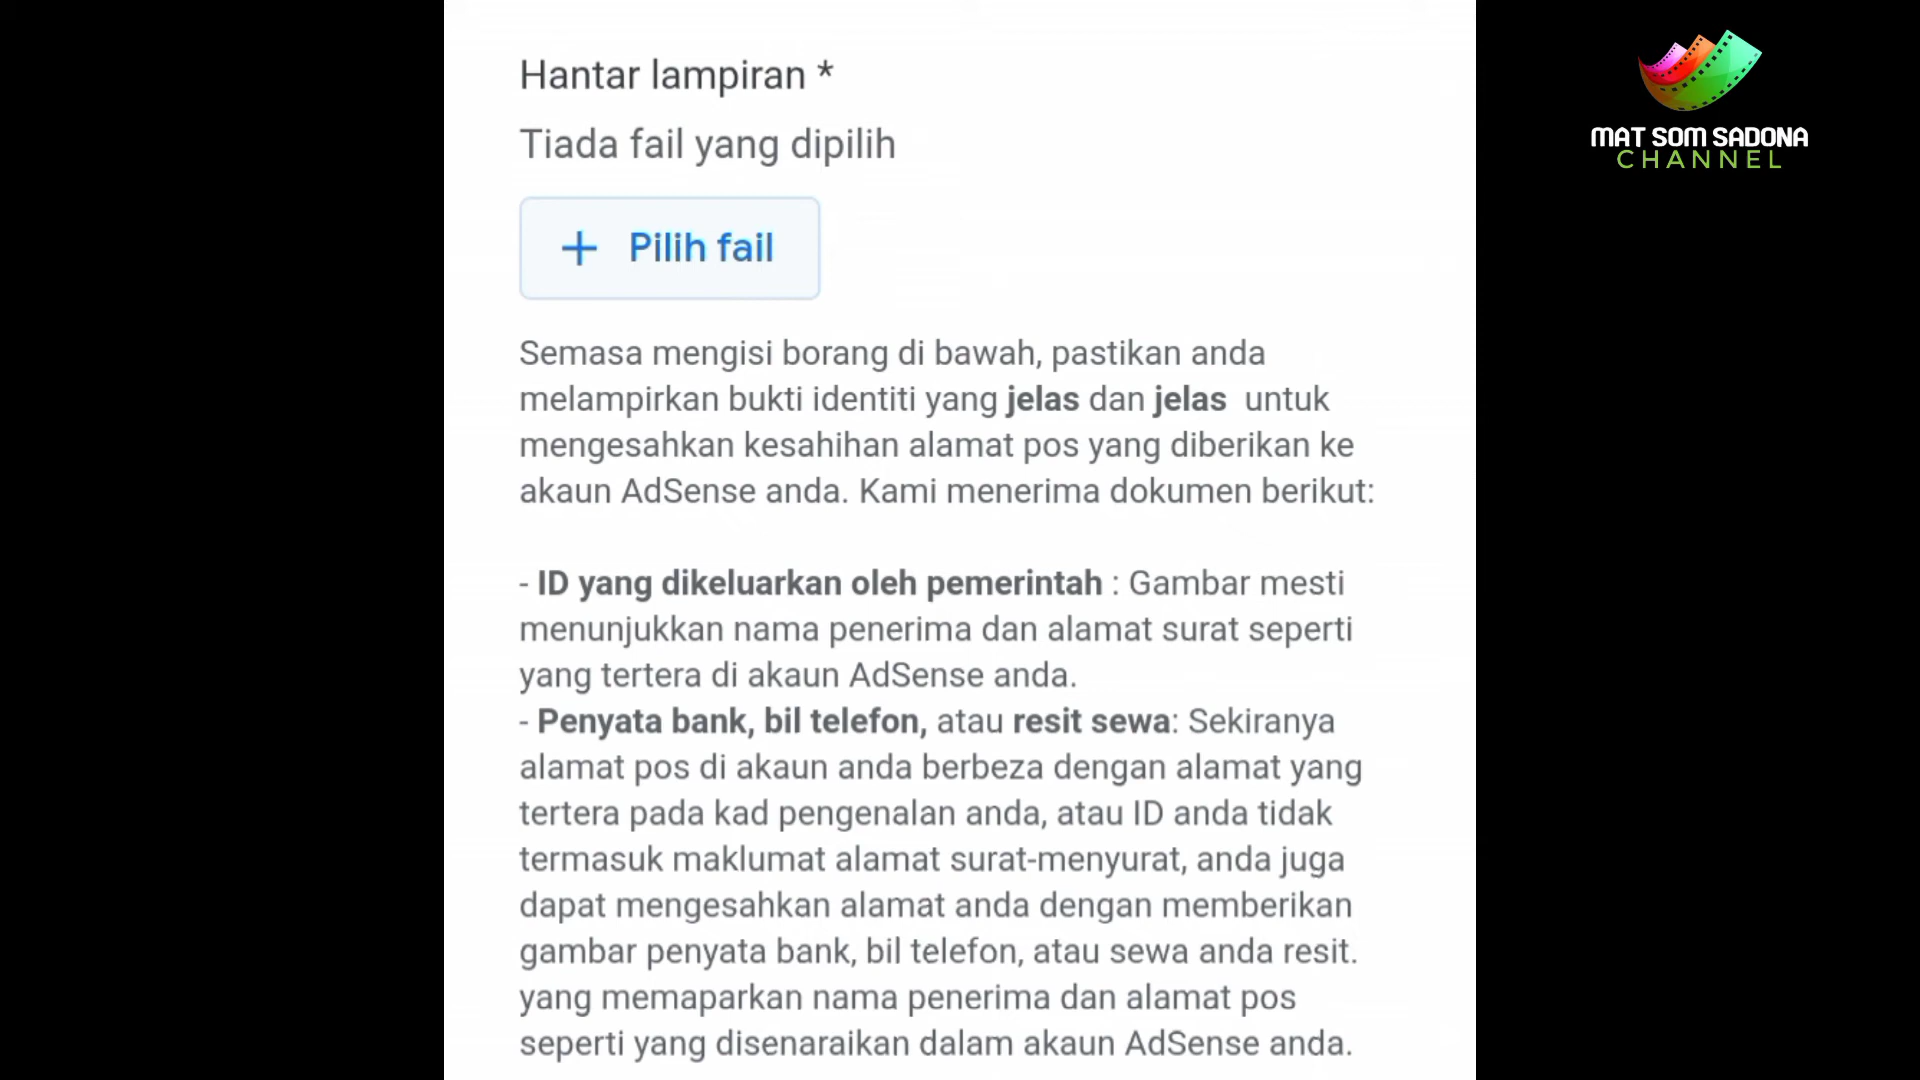 Hantar lampiran *
Tiada fail yang dipilih
+ Pilih fail
Semasa mengisi borang di bawah, pastikan anda
melampirkan bukti identiti yang jelas dan jelas untuk
mengesahkan kesahihan alamat pos yang diberikan ke
akaun AdSense anda. Kami menerima dokumen berikut:
- ID yang dikeluarkan oleh pemerintah : Gambar mesti
menunjukkan nama penerima dan alamat surat seperti
yang tertera di akaun AdSense anda.
- Penyata bank, bil telefon, atau resit sewa: Sekiranya
alamat pos di akaun anda berbeza dengan alamat yang
tertera pada kad pengenalan anda, atau ID anda tidak
termasuk maklumat alamat surat-menyurat, anda juga
dapat mengesahkan alamat anda dengan memberikan
gambar penyata bank, bil telefon, atau sewa anda resit.
yang memaparkan nama penerima dan alamat pos
seperti yang disenaraikan dalam akaun AdSense anda.
MAT SOM SADONA
CHANNEL